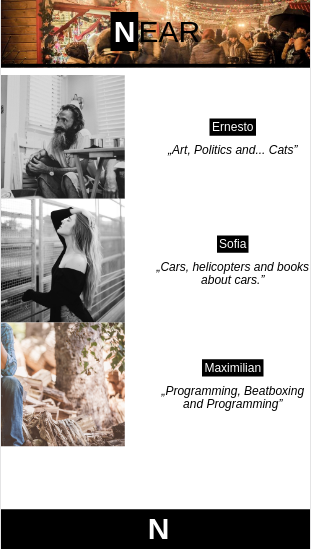 NEAR
Ernesto
„Art, Politics and... Cats”
Sofia
„Cars, helicopters and books
about cars.”
Maximilian
„Programming, Beatboxing
and Programming”
N